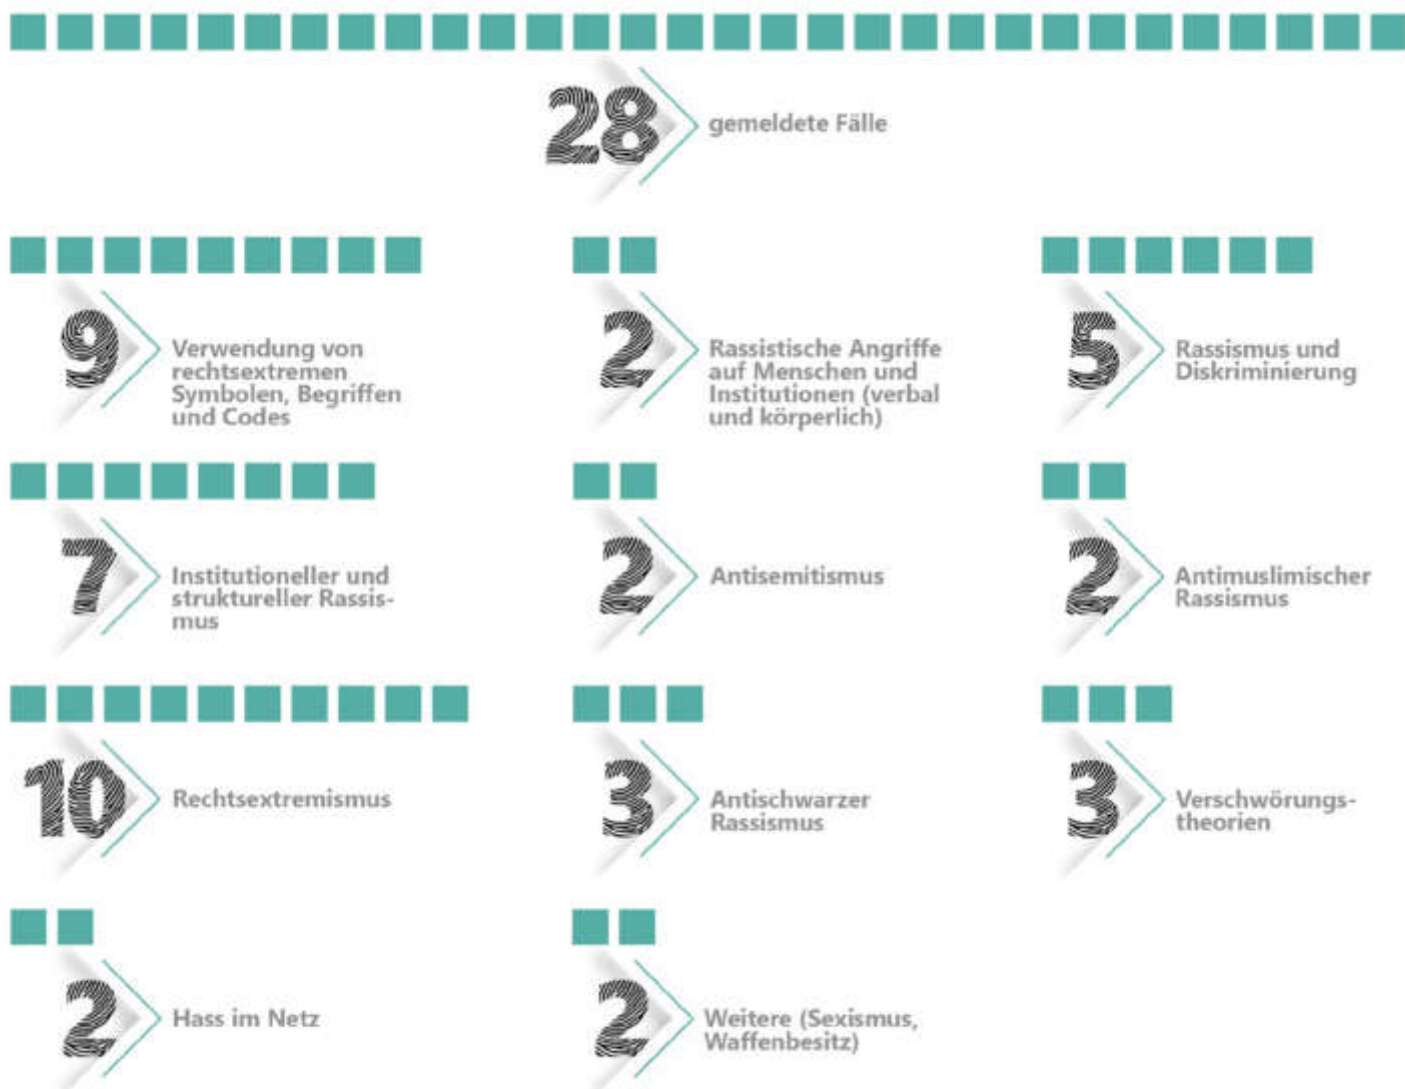 28
gemeldete Fälle
9
Verwendung von
rechtsextremen
Symbolen, Begriffen
und Codes
2
Rassistische Angriffe
auf Menschen und
Institutionen (verbal
und körperlich)
5
Rassismus und
Diskriminierung
7
Institutioneller und
struktureller Rassis-
mus
2
Antisemitismus
2
Antimuslimischer
Rassismus
10
Rechtsextremismus
3
Antischwarzer
Rassismus
3
Verschwörungs-
theorien
2
Hass im Netz
2
Weitere (Sexismus,
Waffenbesitz)